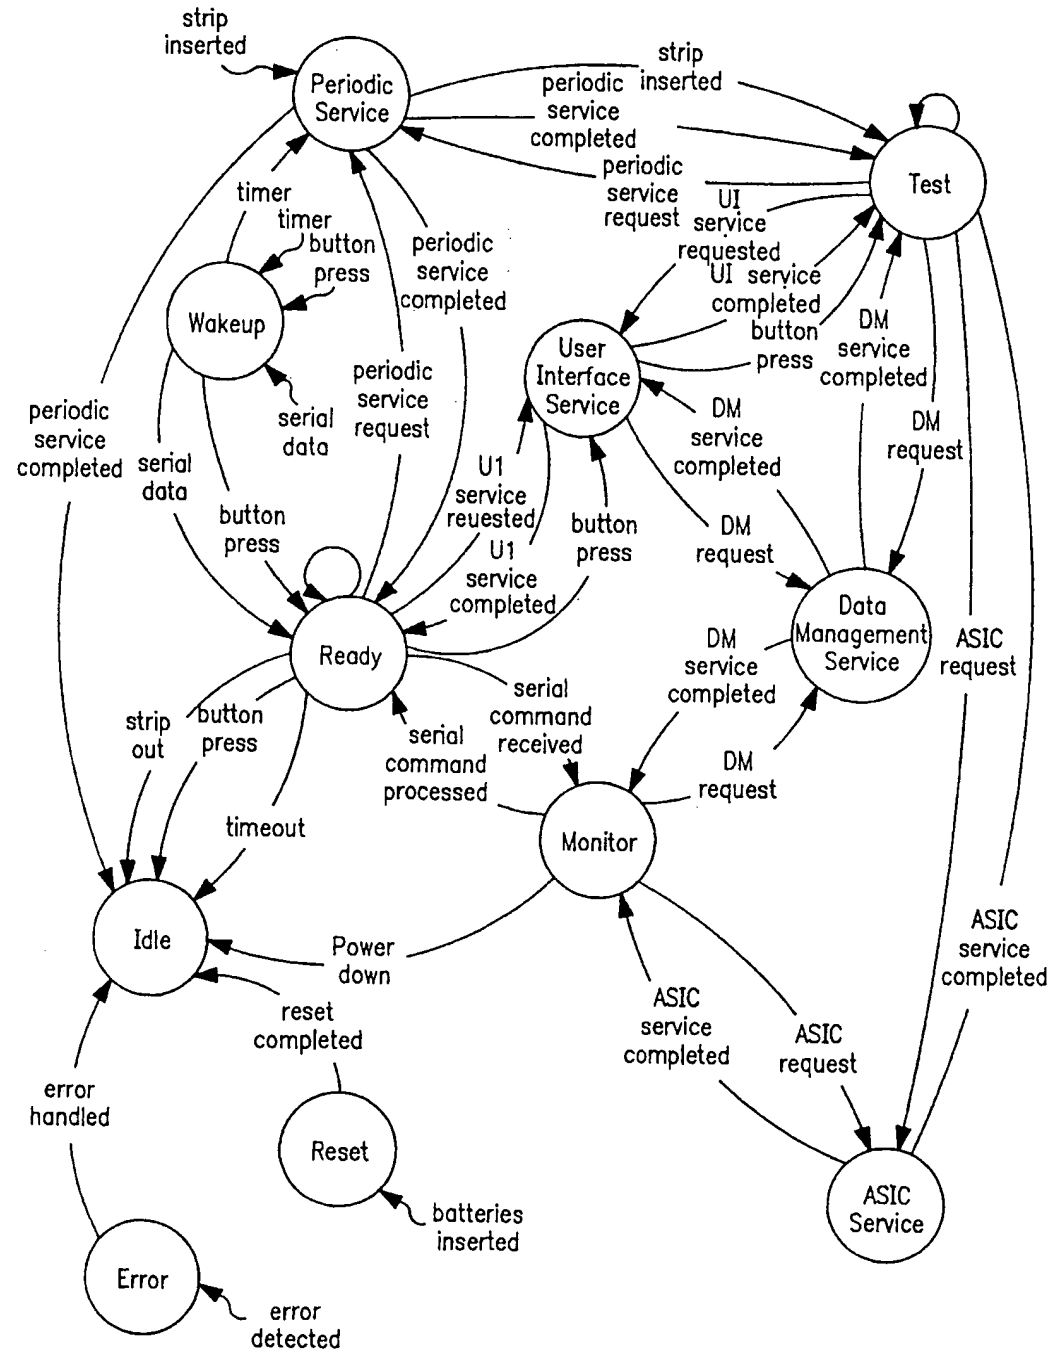 strip
inserted
Periodic
Service
strip
inserted
periodic
service
completed
periodic
service
request
Test
timer
timer
button
press
Wakeup
serial
data
periodic
service
completed
periodic
service
request
UI
service
requested
UI service
completed
button
press
User
Interface
Service
DM
service
completed
DM
request
DM
service
completed
DM
request
periodic
service
completed
serial
data
button
press
U1
service
reuested
U1
service
completed
button
press
Ready
Data
Management
Service
ASIC
request
strip
out
button
press
timeout
serial
command
received
serial
command
processed
DM
service
completed
DM
request
Monitor
Idle
Power
down
reset
completed
ASIC
service
completed
ASIC
request
ASIC
service
completed
error
handled
Reset
batteries
inserted
ASIC
Service
Error
error
detected